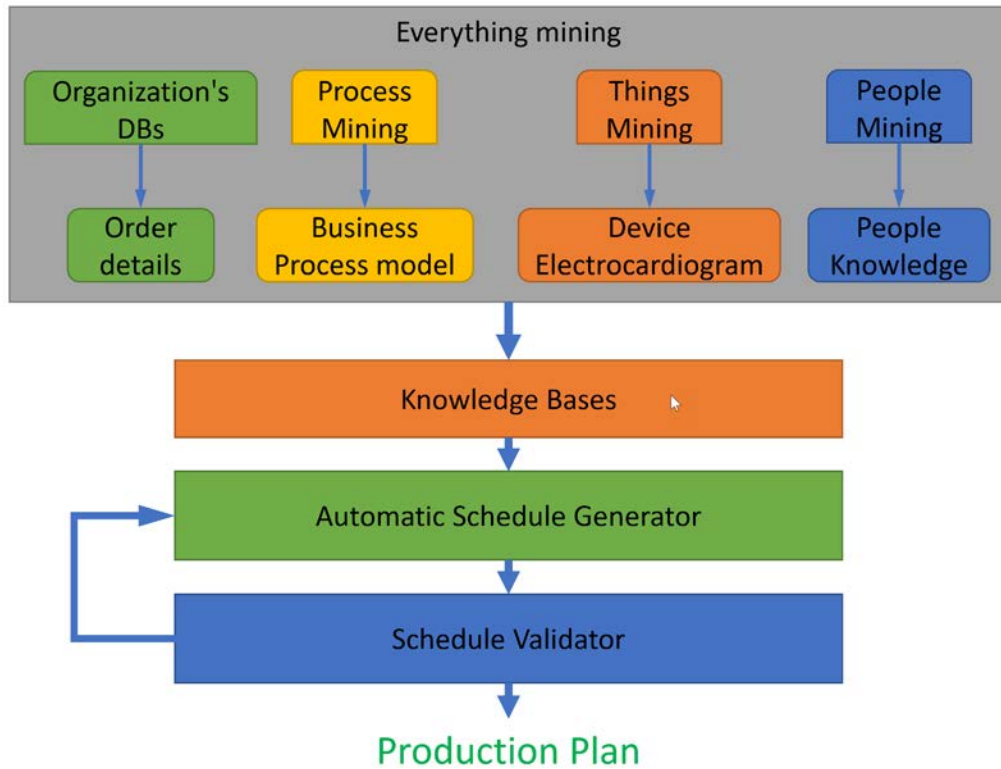 Everything mining
Organization's
DBs
Process
Mining
Things
Mining
People
Mining
Order
details
Business
Process model
Device
Electrocardiogram
People
Knowledge
Knowledge Bases
Automatic Schedule Generator
Schedule Validator
Production Plan